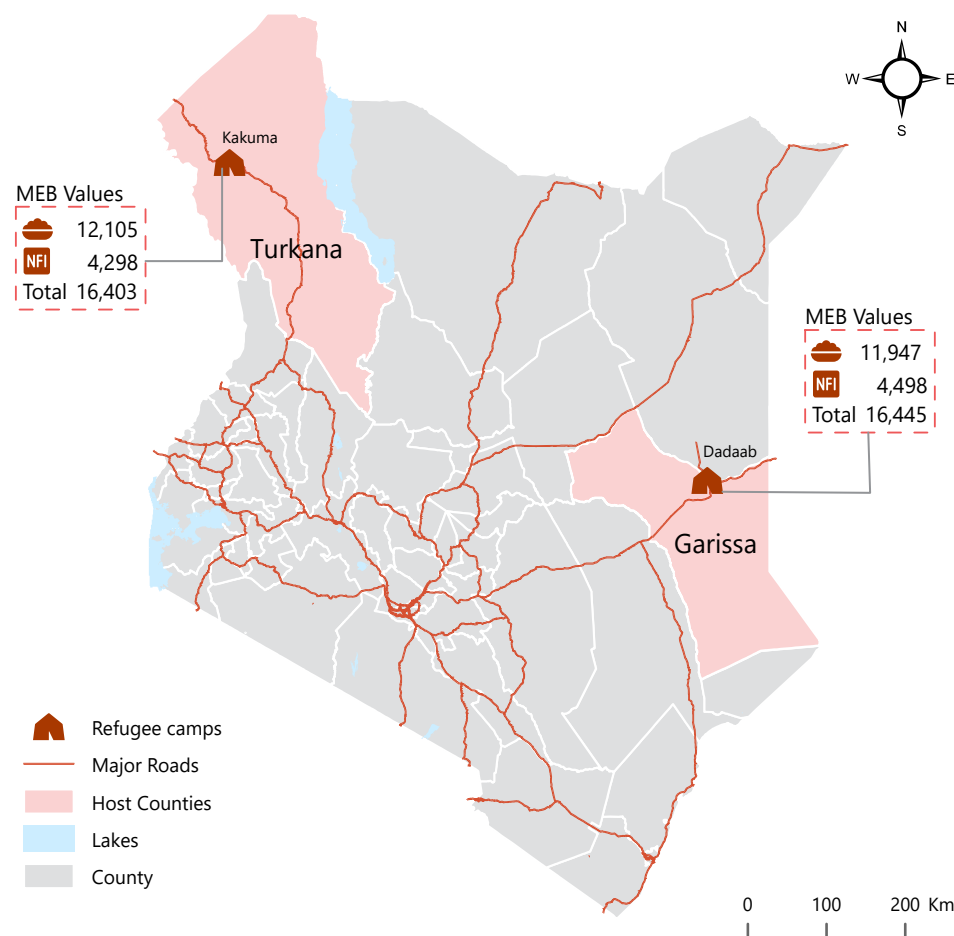 N
W E
S
Kakuma
MEB Values
12,105
NFI 4,298
Total 16,403
Turkana
MEB Values
11,947
NFI 4,498
Total 16,445
Dadaab
Garissa
Refugee camps
Major Roads
Host Counties
Lakes
County
0 100 200 Km